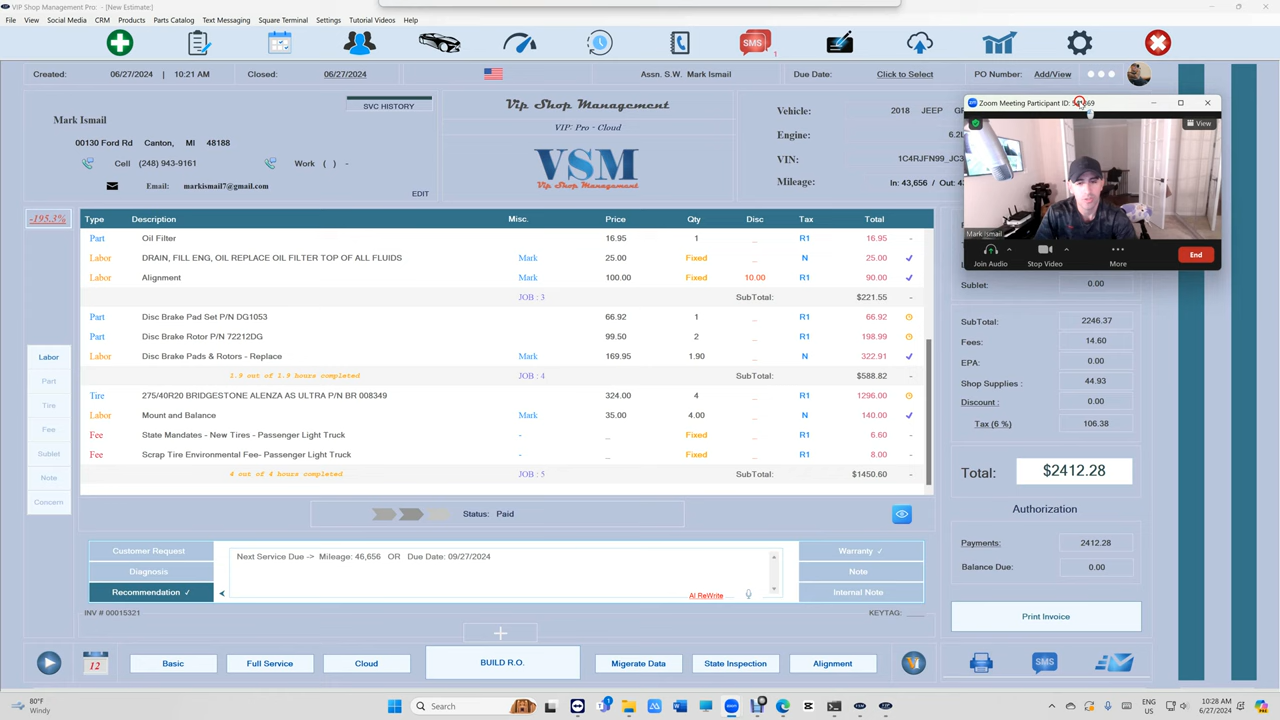 VIP Shop Management Pro: - [New Estimate:]
File View Social Media CRM Products Parts Catalog Text Messaging Square Terminal Settings Tutorial Videos Help
SMS 1
Created: 06/27/2024 | 10:21 AM Closed: 06/27/2024 Assn. S.W. Mark Ismail Due Date: Click to Select PO Number: Add/View
SVC HISTORY
Mark Ismail
00130 Ford Rd Canton, MI 48188
Cell (248) 943-9161 Work ( ) -
Email: markismail7@gmail.com
EDIT
Vip Shop Management
VIP: Pro - Cloud
VSM
Vip Shop Management
Vehicle: 2018 JEEP
Engine: 6.2
VIN: 1C4RJFN99_JC3
Mileage: In: 43,656 / Out:
Zoom Meeting Participant ID:
View
Mark Ismail
Join Audio Stop Video More End
-195.3%
Type Description Misc. Price Qty Disc Tax Total
Part Oil Filter 16.95 1 _ R1 16.95 -
Labor DRAIN, FILL ENG, OIL REPLACE OIL FILTER TOP OF ALL FLUIDS Mark 25.00 Fixed _ N 25.00
Labor Alignment Mark 100.00 Fixed 10.00 R1 90.00
JOB : 3 SubTotal: $221.55 -
Part Disc Brake Pad Set P/N DG1053 66.92 1 _ R1 66.92
Part Disc Brake Rotor P/N 72212DG 99.50 2 _ R1 198.99
Labor Disc Brake Pads & Rotors - Replace Mark 169.95 1.90 _ N 322.91
1.9 out of 1.9 hours completed JOB : 4 SubTotal: $588.82 -
Tire 275/40R20 BRIDGESTONE ALENZA AS ULTRA P/N BR 008349 324.00 4 _ R1 1296.00
Labor Mount and Balance Mark 35.00 4.00 _ N 140.00
Fee State Mandates - New Tires - Passenger Light Truck - _ Fixed _ R1 6.60 -
Fee Scrap Tire Environmental Fee- Passenger Light Truck - _ Fixed _ R1 8.00 -
4 out of 4 hours completed JOB : 5 SubTotal: $1450.60 -
Labor
Part
Tire
Fee
Sublet
Note
Concern
Sublet: 0.00
SubTotal: 2246.37
Fees: 14.60
EPA: 0.00
Shop Supplies : 44.93
Discount : 0.00
Tax (6 %) 106.38
Total: $2412.28
Authorization
Payments: 2412.28
Balance Due: 0.00
Print Invoice
Status: Paid
Customer Request
Diagnosis
Recommendation ✓
Next Service Due -> Mileage: 46,656 OR Due Date: 09/27/2024
AI ReWrite
Warranty ✓
Note
Internal Note
INV # 00015321 KEYTAG: ____
12 Basic Full Service Cloud BUILD R.O. Migerate Data State Inspection Alignment SMS
80°F
Windy
Search
ENG
US
10:28 AM
6/27/2024